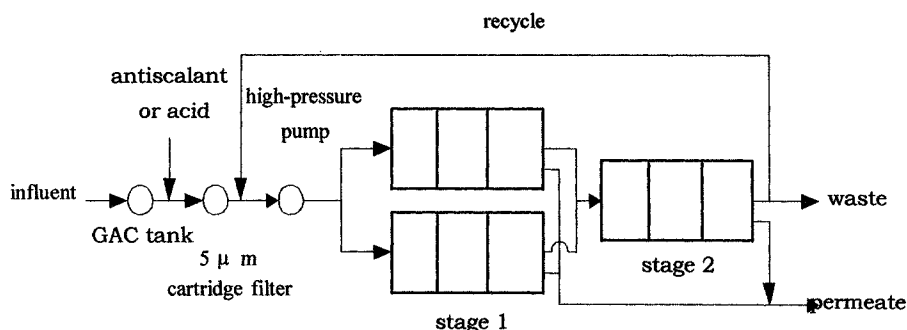 recycle
antiscalant
or acid
high-pressure
pump
influent
GAC tank
5 μ m
cartridge filter
stage 1
stage 2
waste
permeate